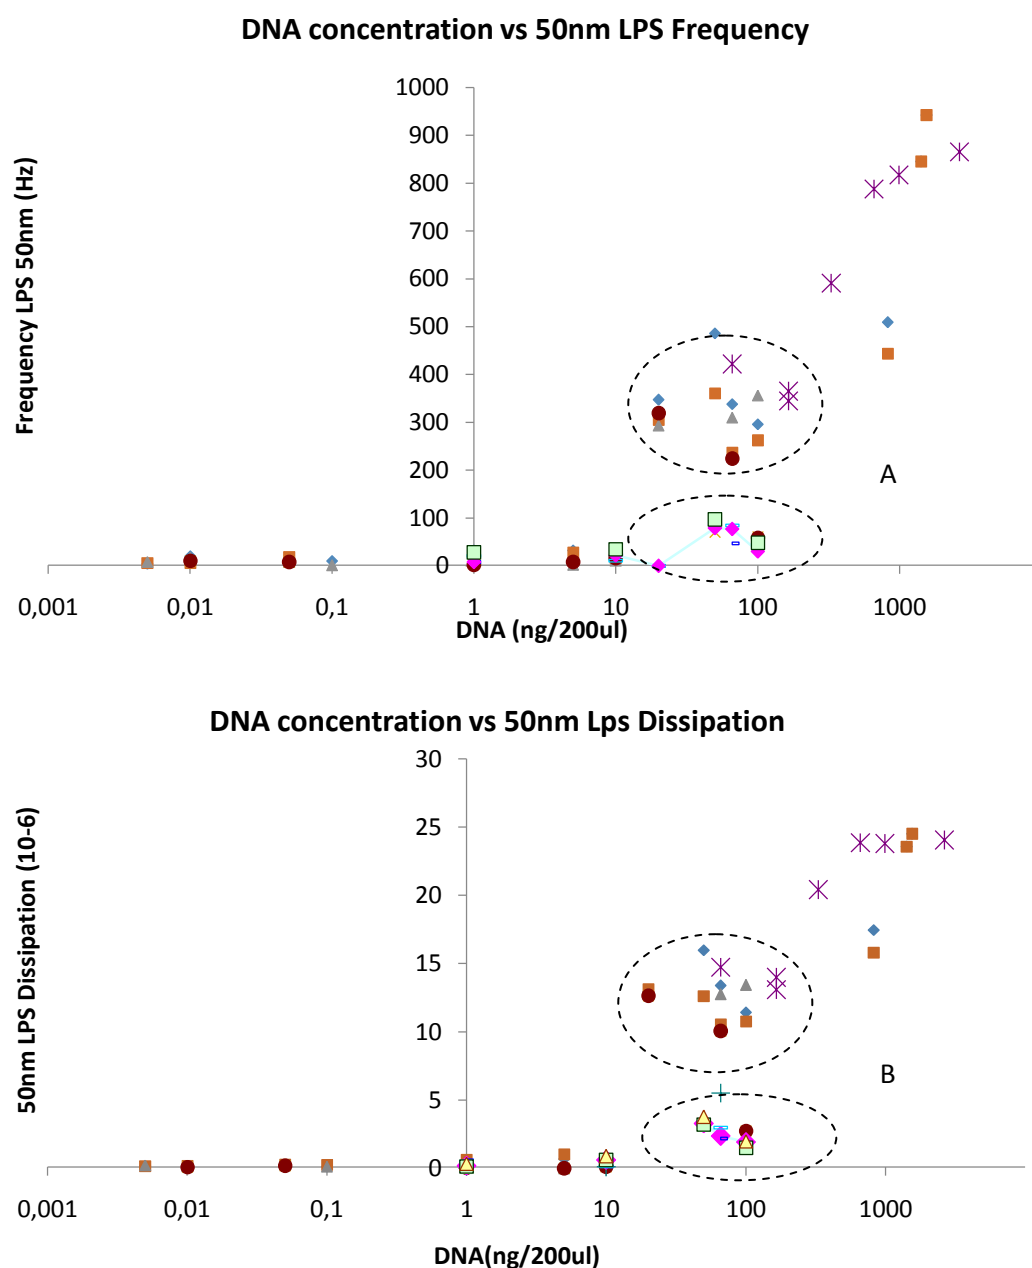 DNA concentration vs 50nm LPS Frequency
Frequency LPS 50nm (Hz)
1000
900
800
700
600
500
400
300
200
100
0
A
0,001 0,01 0,1 1 10 100 1000
DNA (ng/200ul)
DNA concentration vs 50nm Lps Dissipation
50nm LPS Dissipation (10-6)
30
25
20
15
10
5
0
B
0,001 0,01 0,1 1 10 100 1000
DNA(ng/200ul)